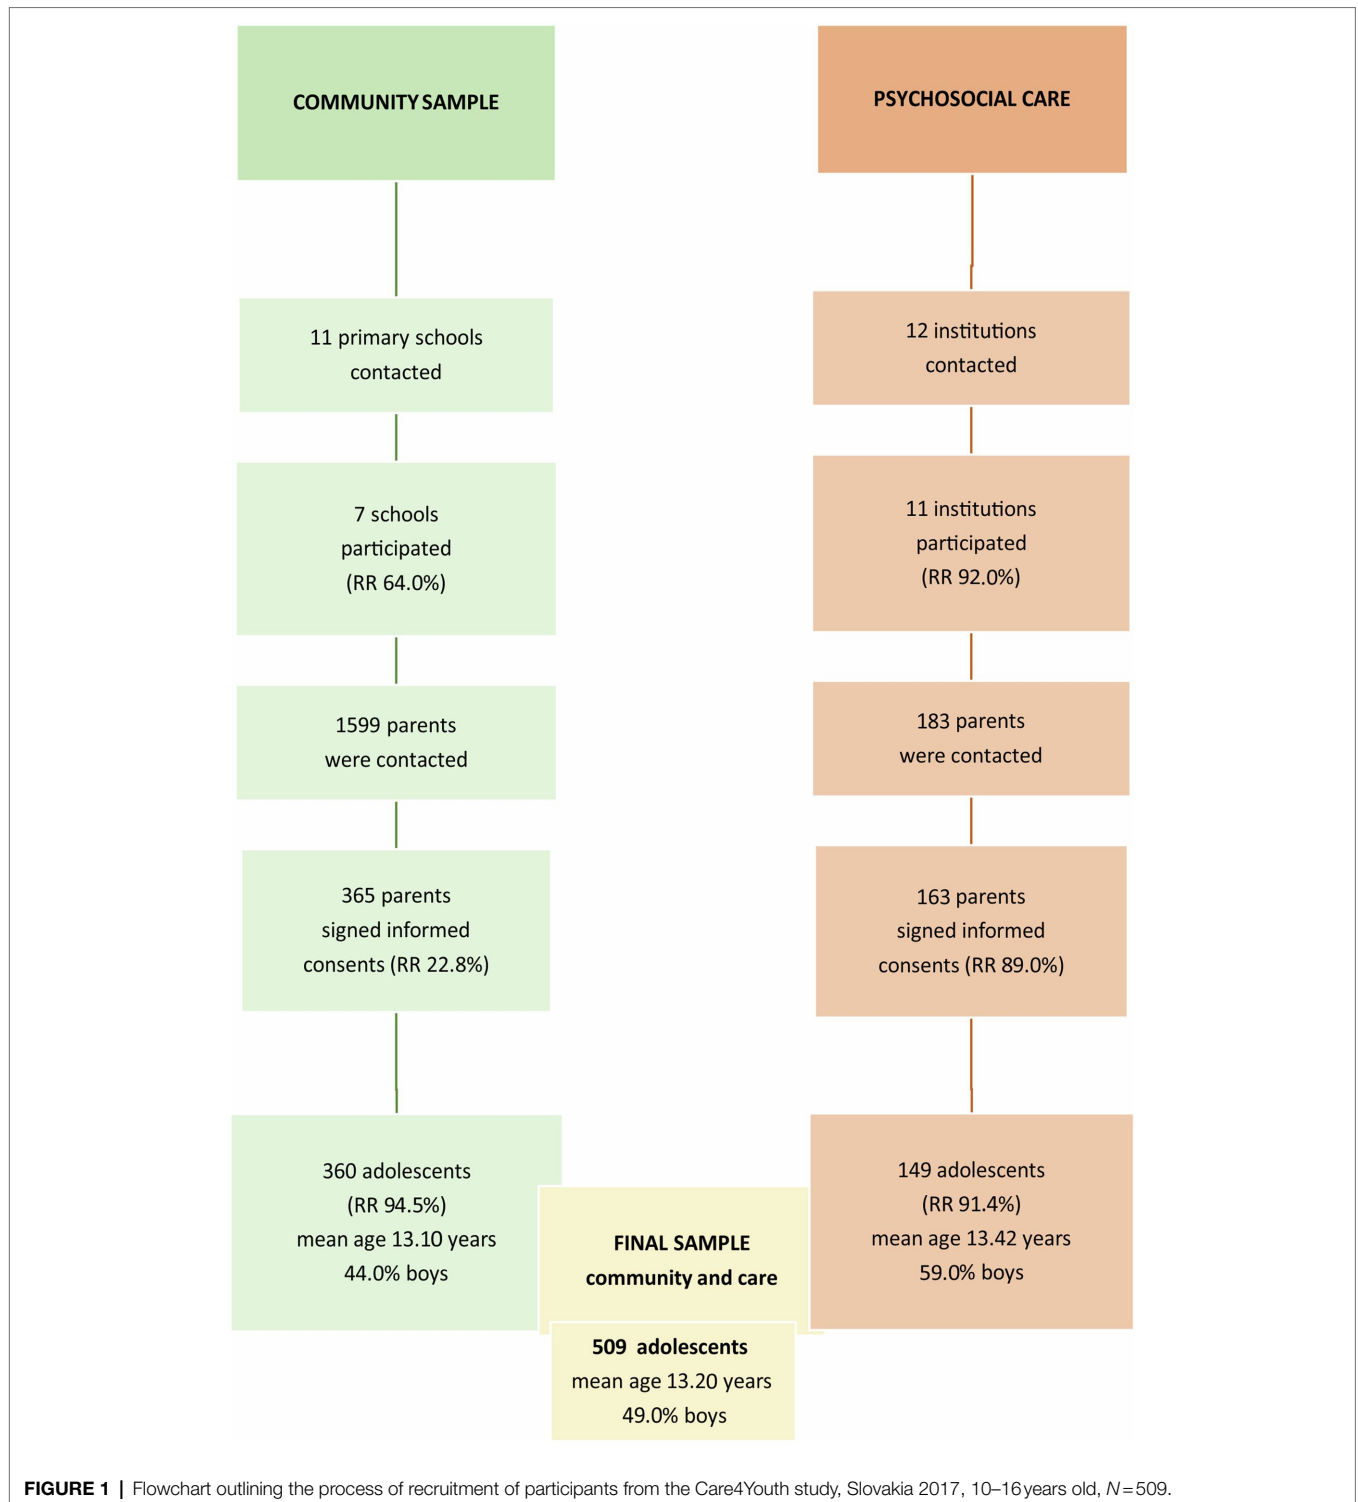 COMMUNITY SAMPLE
11 primary schools
contacted
7 schools
participated
(RR 64.0%)
1599 parents
were contacted
365 parents
signed informed
consents (RR 22.8%)
360 adolescents
(RR 94.5%)
mean age 13.10 years
44.0% boys
PSYCHOSOCIAL CARE
12 institutions
contacted
11 institutions
participated
(RR 92.0%)
183 parents
were contacted
163 parents
signed informed
consents (RR 89.0%)
149 adolescents
(RR 91.4%)
mean age 13.42 years
59.0% boys
FINAL SAMPLE
community and care
509 adolescents
mean age 13.20 years
49.0% boys
FIGURE 1 | Flowchart outlining the process of recruitment of participants from the Care4Youth study, Slovakia 2017, 10–16 years old, N = 509.